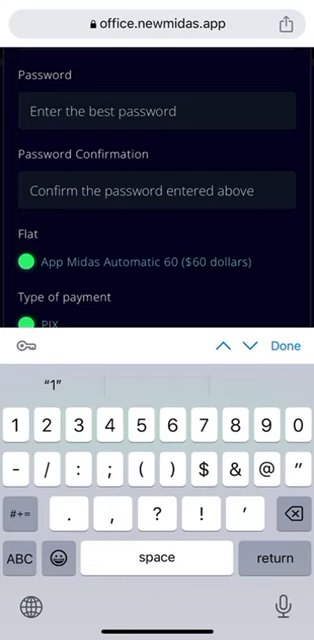 office.newmidas.app
Password
Enter the best password
Password Confirmation
Confirm the password entered above
Flat
App Midas Automatic 60 ($60 dollars)
Type of payment
PIX
Done
"1"
1 2 3 4 5 6 7 8 9 0
- / : ; ( ) $ & @ "
#+= . , ? ! '
ABC space return